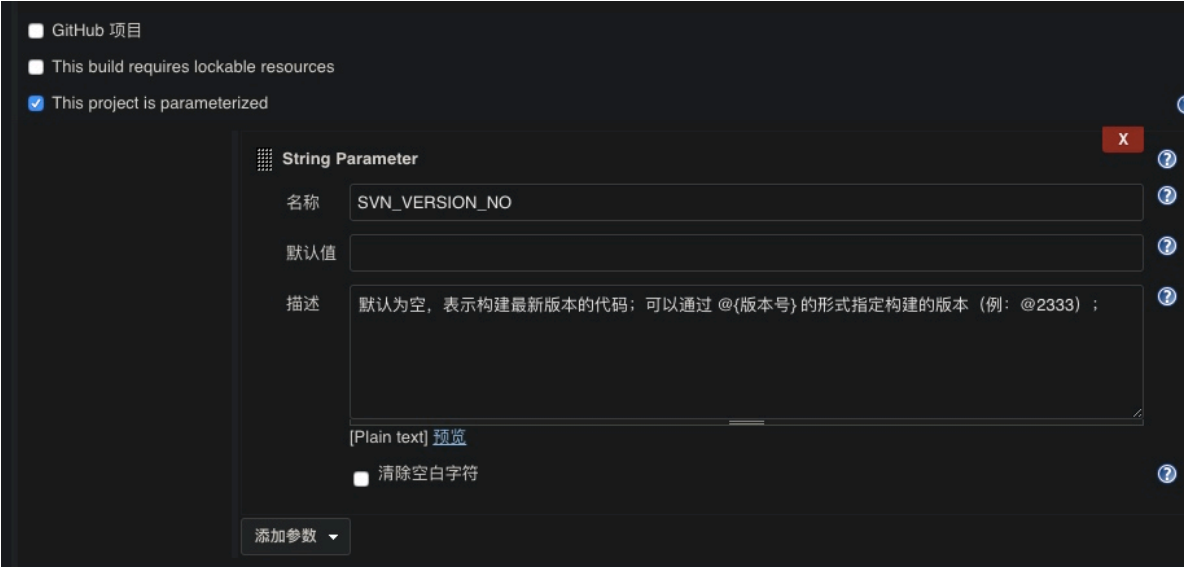 GitHub 项目
This build requires lockable resources
This project is parameterized
X
String Parameter
名称
SVN_VERSION_NO
默认值
描述
默认为空，表示构建最新版本的代码；可以通过 @{版本号} 的形式指定构建的版本（例：@2333）；
[Plain text] 预览
清除空白字符
添加参数